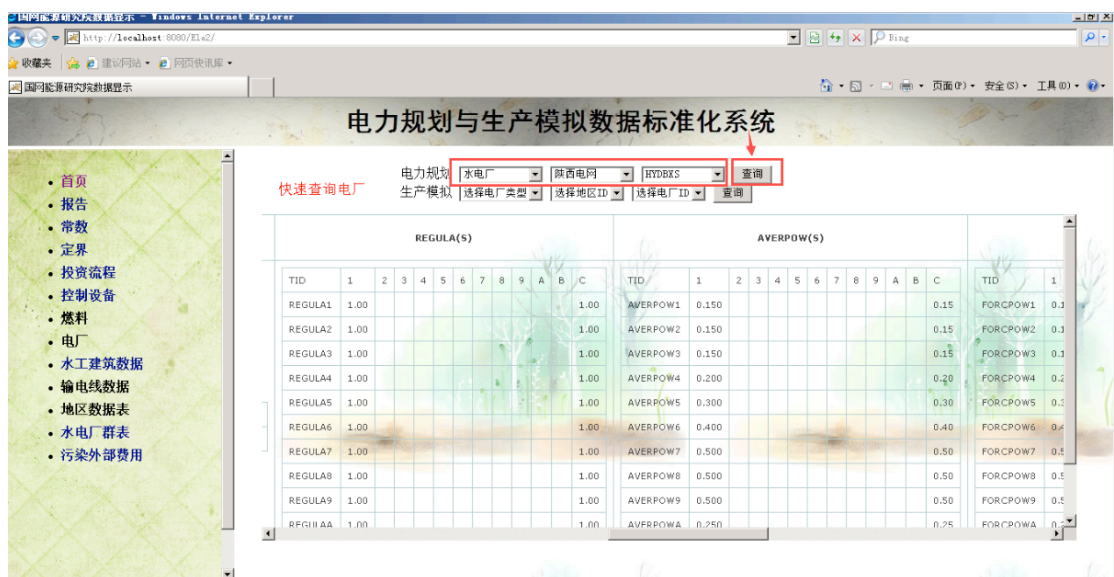 国网能源研究院数据显示 - Windows Internet Explorer
http://localhost:8080/Ele2/
Bing
收藏夹 建议网站 网页快讯库
国网能源研究院数据显示
页面(P) 安全(S) 工具(O)
电力规划与生产模拟数据标准化系统
首页
报告
常数
定界
投资流程
控制设备
燃料
电厂
水工建筑数据
输电线数据
地区数据表
水电厂群表
污染外部费用
快速查询电厂
电力规划 水电厂 陕西电网 HYDBXS 查询
生产模拟 选择电厂类型 选择地区ID 选择电厂ID 查询
REGULA(S) AVERPOW(S)
TID 1 2 3 4 5 6 7 8 9 A B C TID 1 2 3 4 5 6 7 8 9 A B C TID 1
REGULA1 1.00 1.00 AVERPOW1 0.150 0.15 FORCPOW1
REGULA2 1.00 1.00 AVERPOW2 0.150 0.15 FORCPOW2
REGULA3 1.00 1.00 AVERPOW3 0.150 0.15 FORCPOW3
REGULA4 1.00 1.00 AVERPOW4 0.200 0.20 FORCPOW4
REGULA5 1.00 1.00 AVERPOW5 0.300 0.30 FORCPOW5
REGULA6 1.00 1.00 AVERPOW6 0.400 0.40 FORCPOW6
REGULA7 1.00 1.00 AVERPOW7 0.500 0.50 FORCPOW7
REGULA8 1.00 1.00 AVERPOW8 0.500 0.50 FORCPOW8
REGULA9 1.00 1.00 AVERPOW9 0.500 0.50 FORCPOW9
REGULAA 1.00 1.00 AVERPOWA 0.250 0.25 FORCPOWA